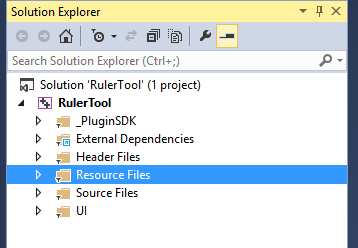 Solution Explorer
Search Solution Explorer (Ctrl+;)
Solution 'RulerTool' (1 project)
RulerTool
_PluginSDK
External Dependencies
Header Files
Resource Files
Source Files
UI